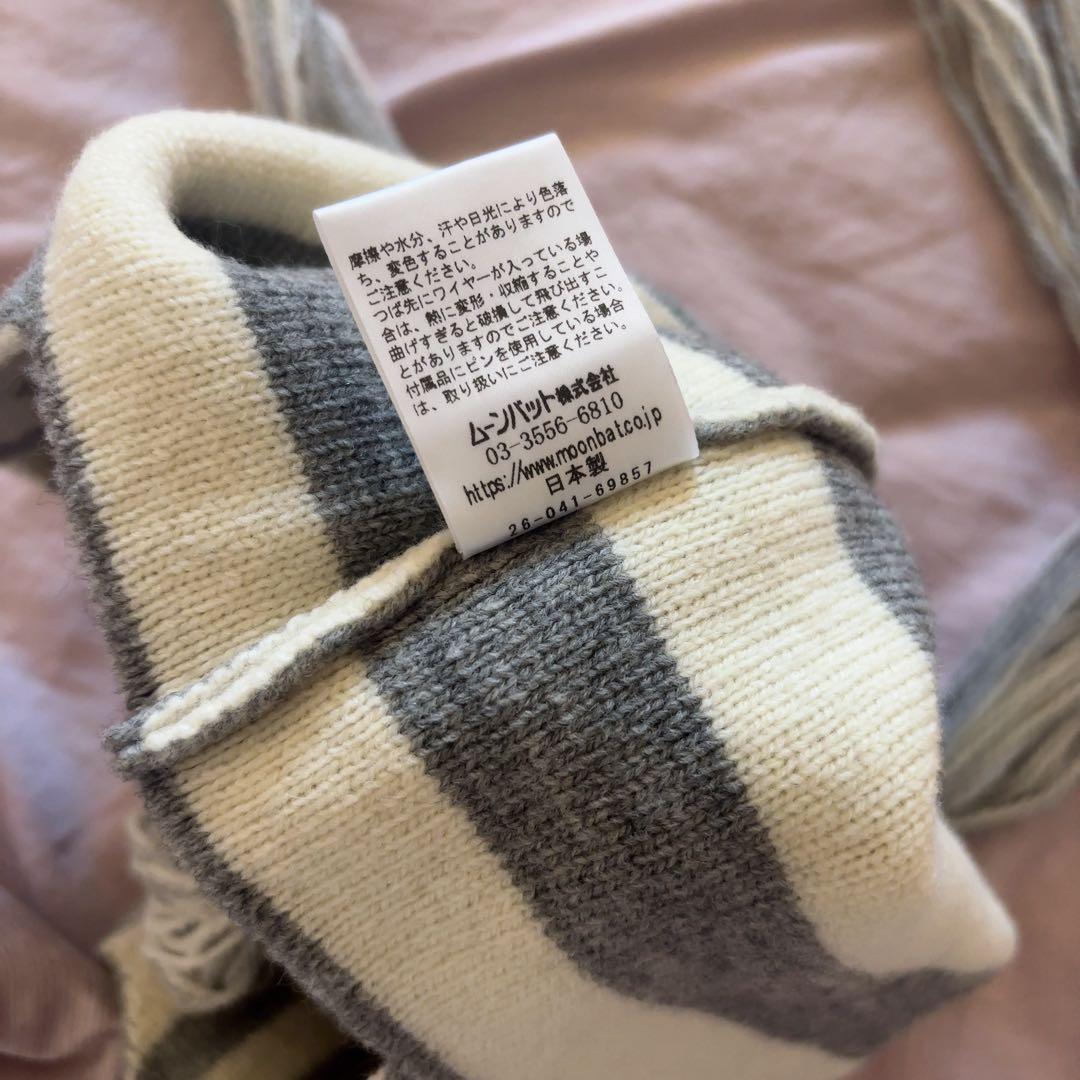 摩擦や水分、汗や日光により色落
ち、変色することがありますので
ご注意ください。
つば先にワイヤーが入っている場
合は、熱に変形・収縮することや
曲げすぎると破損して飛び出すこ
とがありますのでご注意ください。
付属品にピンを使用している場合
は、取り扱いにご注意ください。
ムーンバット株式会社
03-3556-6810
https://www.moonbat.co.jp
日本製
26-041-69857